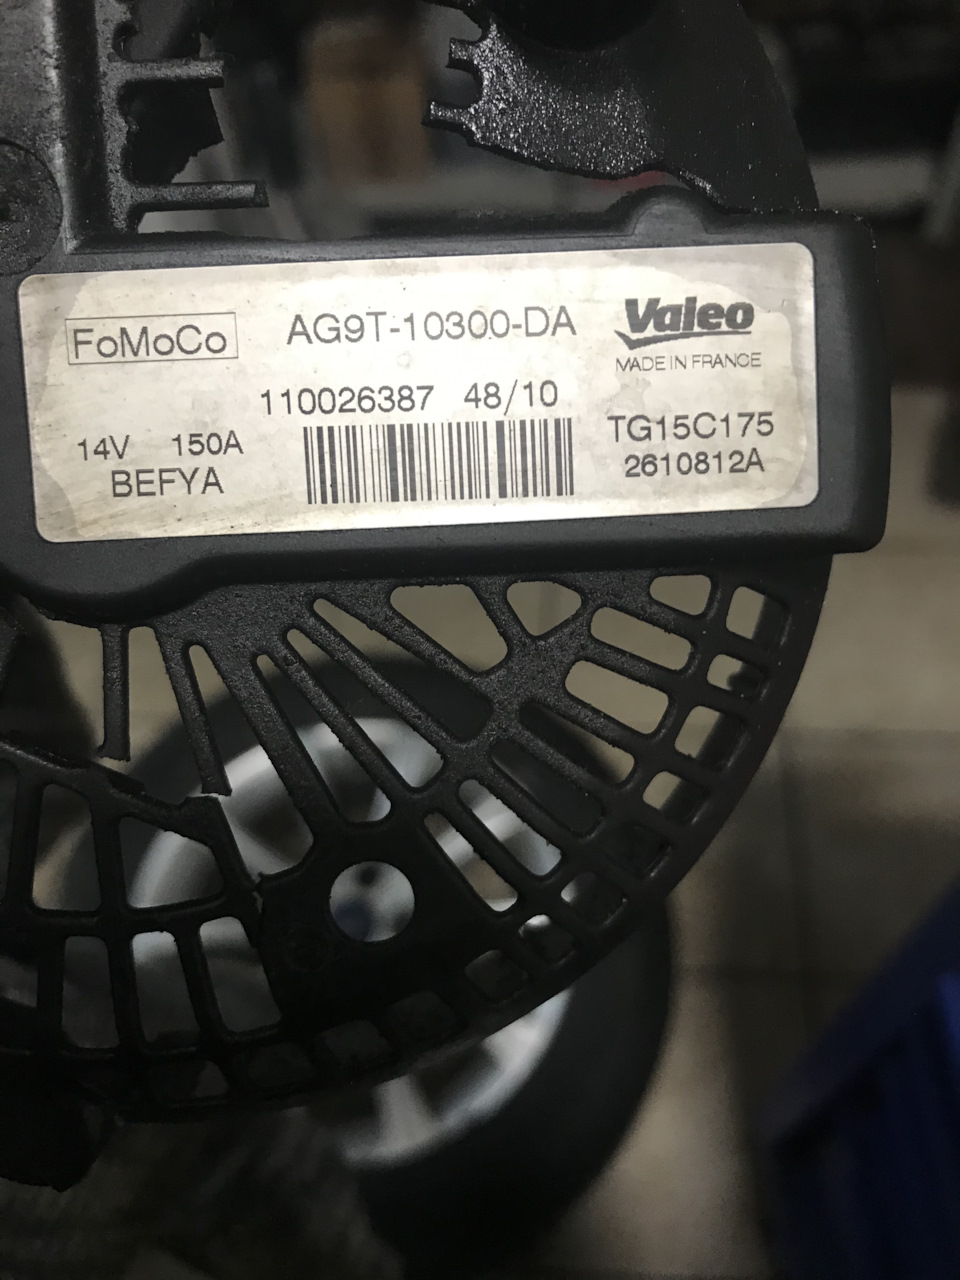 FoMoCo
AG9T-10300-DA
Valeo
MADE IN FRANCE
110026387 48/10
14V 150A
BEFYA
TG15C175
2610812A